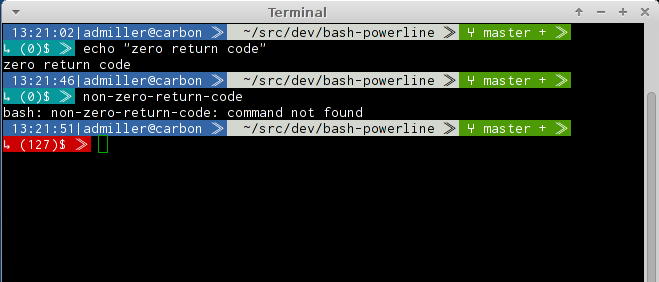 Terminal
13:21:02|admiller@carbon ≫ ~/src/dev/bash-powerline ≫ Ⴤ master + ≫
↳ (0)$ ≫ echo "zero return code"
zero return code
13:21:46|admiller@carbon ≫ ~/src/dev/bash-powerline ≫ Ⴤ master + ≫
↳ (0)$ ≫ non-zero-return-code
bash: non-zero-return-code: command not found
13:21:51|admiller@carbon ≫ ~/src/dev/bash-powerline ≫ Ⴤ master + ≫
↳ (127)$ ≫